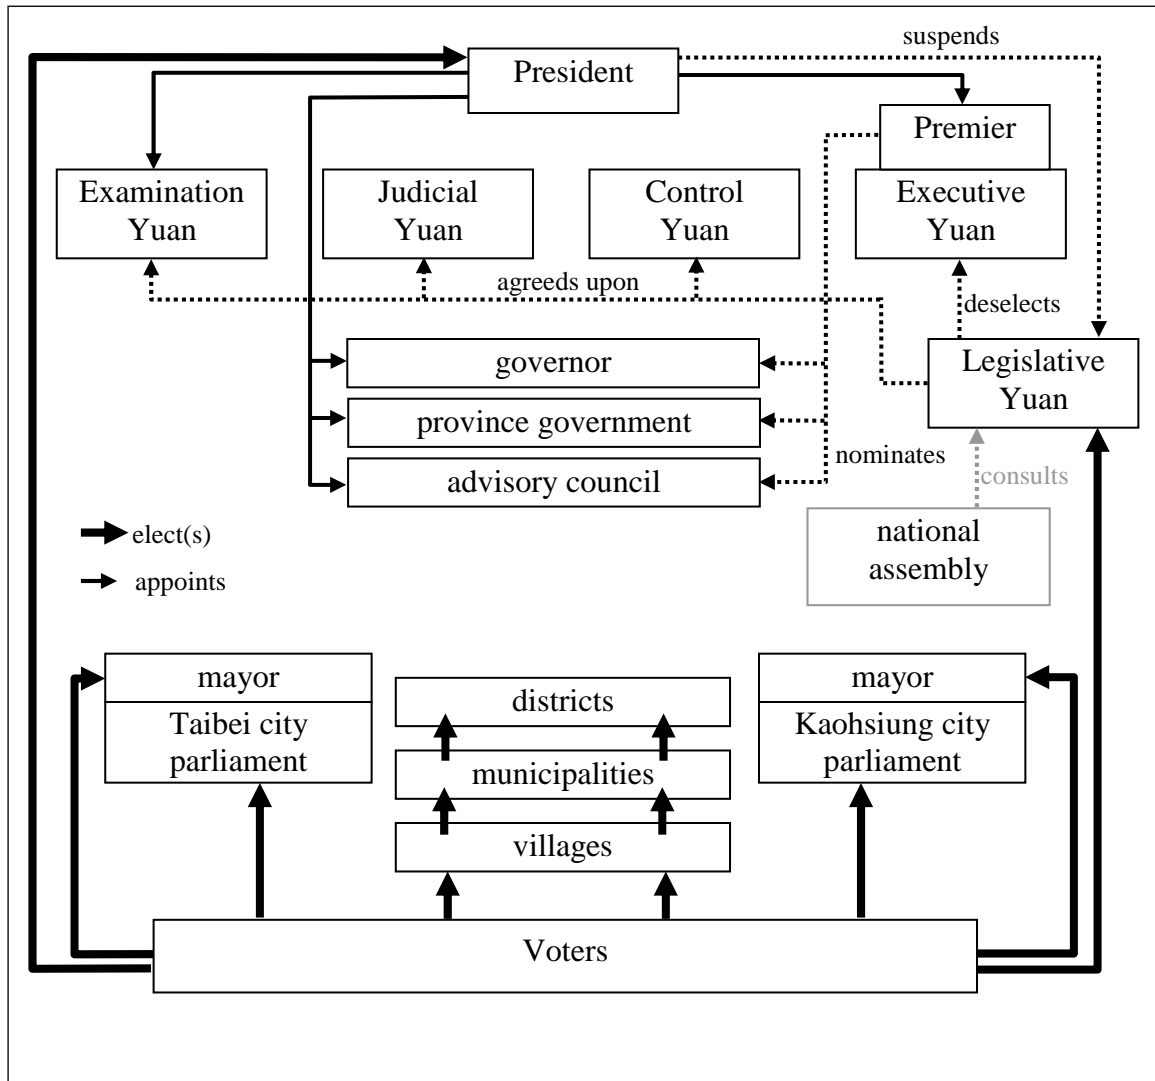 suspends
President
Premier
Examination
Yuan
Judicial
Yuan
Control
Yuan
Executive
Yuan
agreeds upon
deselects
governor
Legislative
Yuan
province government
nominates
advisory council
consults
national
assembly
elect(s)
appoints
mayor
Taibei city
parliament
districts
municipalities
villages
mayor
Kaohsiung city
parliament
Voters